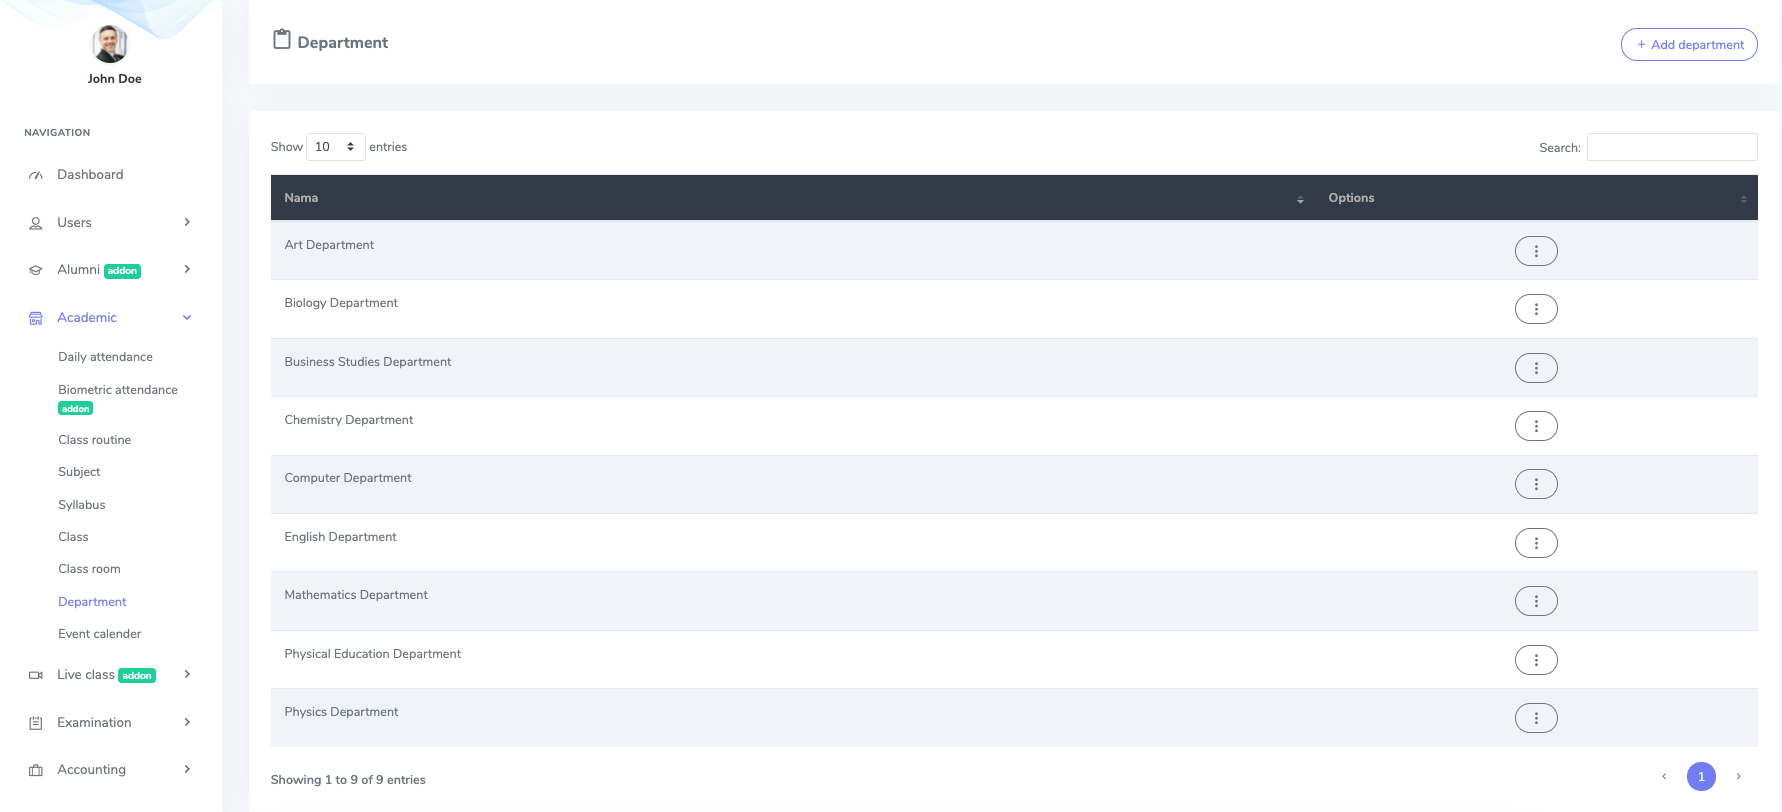 John Doe
NAVIGATION
Dashboard
Users
Alumni addon
Academic
Daily attendance
Biometric attendance
addon
Class routine
Subject
Syllabus
Class
Class room
Department
Event calender
Live class addon
Examination
Accounting
Department
+ Add department
Show 10 entries
Search:
Nama Options
Art Department
Biology Department
Business Studies Department
Chemistry Department
Computer Department
English Department
Mathematics Department
Physical Education Department
Physics Department
Showing 1 to 9 of 9 entries
1